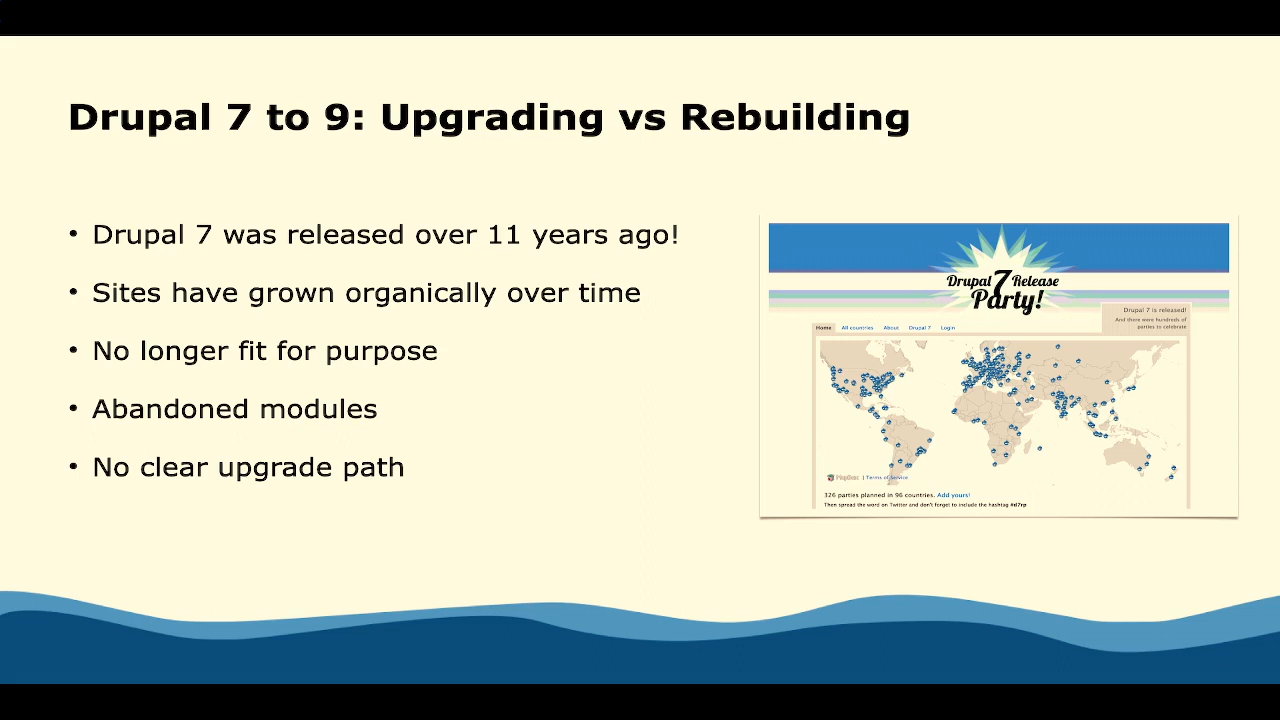 Drupal 7 to 9: Upgrading vs Rebuilding
• Drupal 7 was released over 11 years ago!
• Sites have grown organically over time
• No longer fit for purpose
• Abandoned modules
• No clear upgrade path
Drupal 7 Release
Party!
Drupal 7 is released!
And there were hundreds of
parties to celebrate
Home All countries About Drupal 7 Login
| Terms of Service
326 parties planned in 96 countries. Add yours!
Then spread the word on Twitter and don't forget to include the hashtag #d7rp